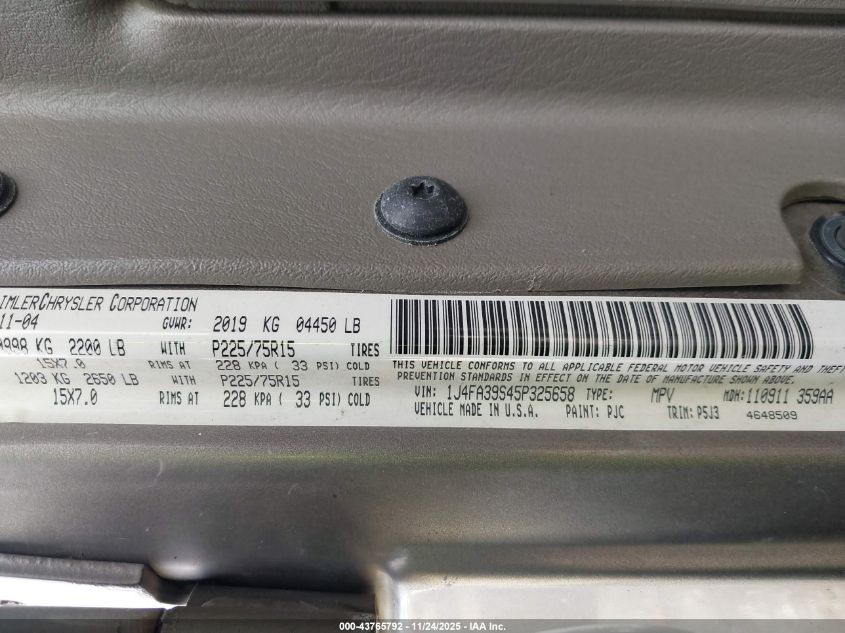 IMLERCHRYSLER CORPORATION
11-04 GVWR: 2019 KG 04450 LB
998 KG 2200 LB WITH P225/75R15 TIRES
15X7.0 RIMS AT 228 KPA ( 33 PSI) COLD
1203 KG 2650 LB WITH P225/75R15 TIRES
15X7.0 RIMS AT 228 KPA ( 33 PSI) COLD
THIS VEHICLE CONFORMS TO ALL APPLICABLE FEDERAL MOTOR VEHICLE SAFETY AND THEFT
PREVENTION STANDARDS IN EFFECT ON THE DATE OF MANUFACTURE SHOWN ABOVE.
VIN: 1J4FA39S45P325658 TYPE: MPV MDH: 110911 359AA
VEHICLE MADE IN U.S.A. PAINT: PJC TRIM: P5J3 4648509
000-43765792 - 11/24/2025 - IAA Inc.